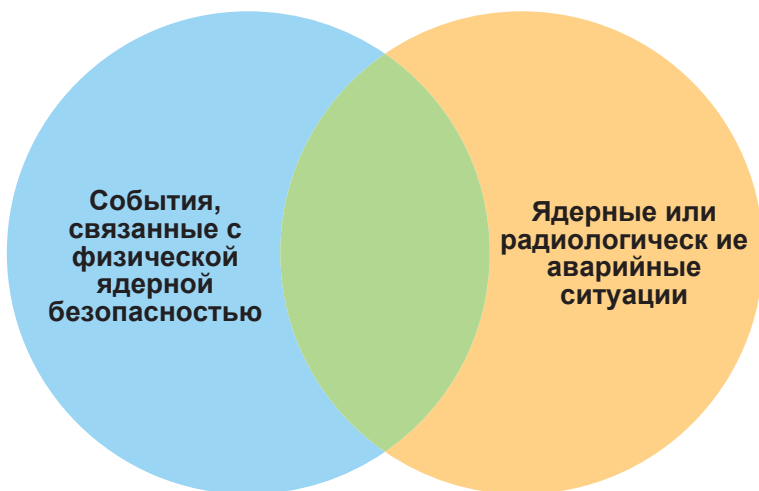 События,
связанные с
физической
ядерной
безопасностью
Ядерные или
радиологическ ие
аварийные
ситуации